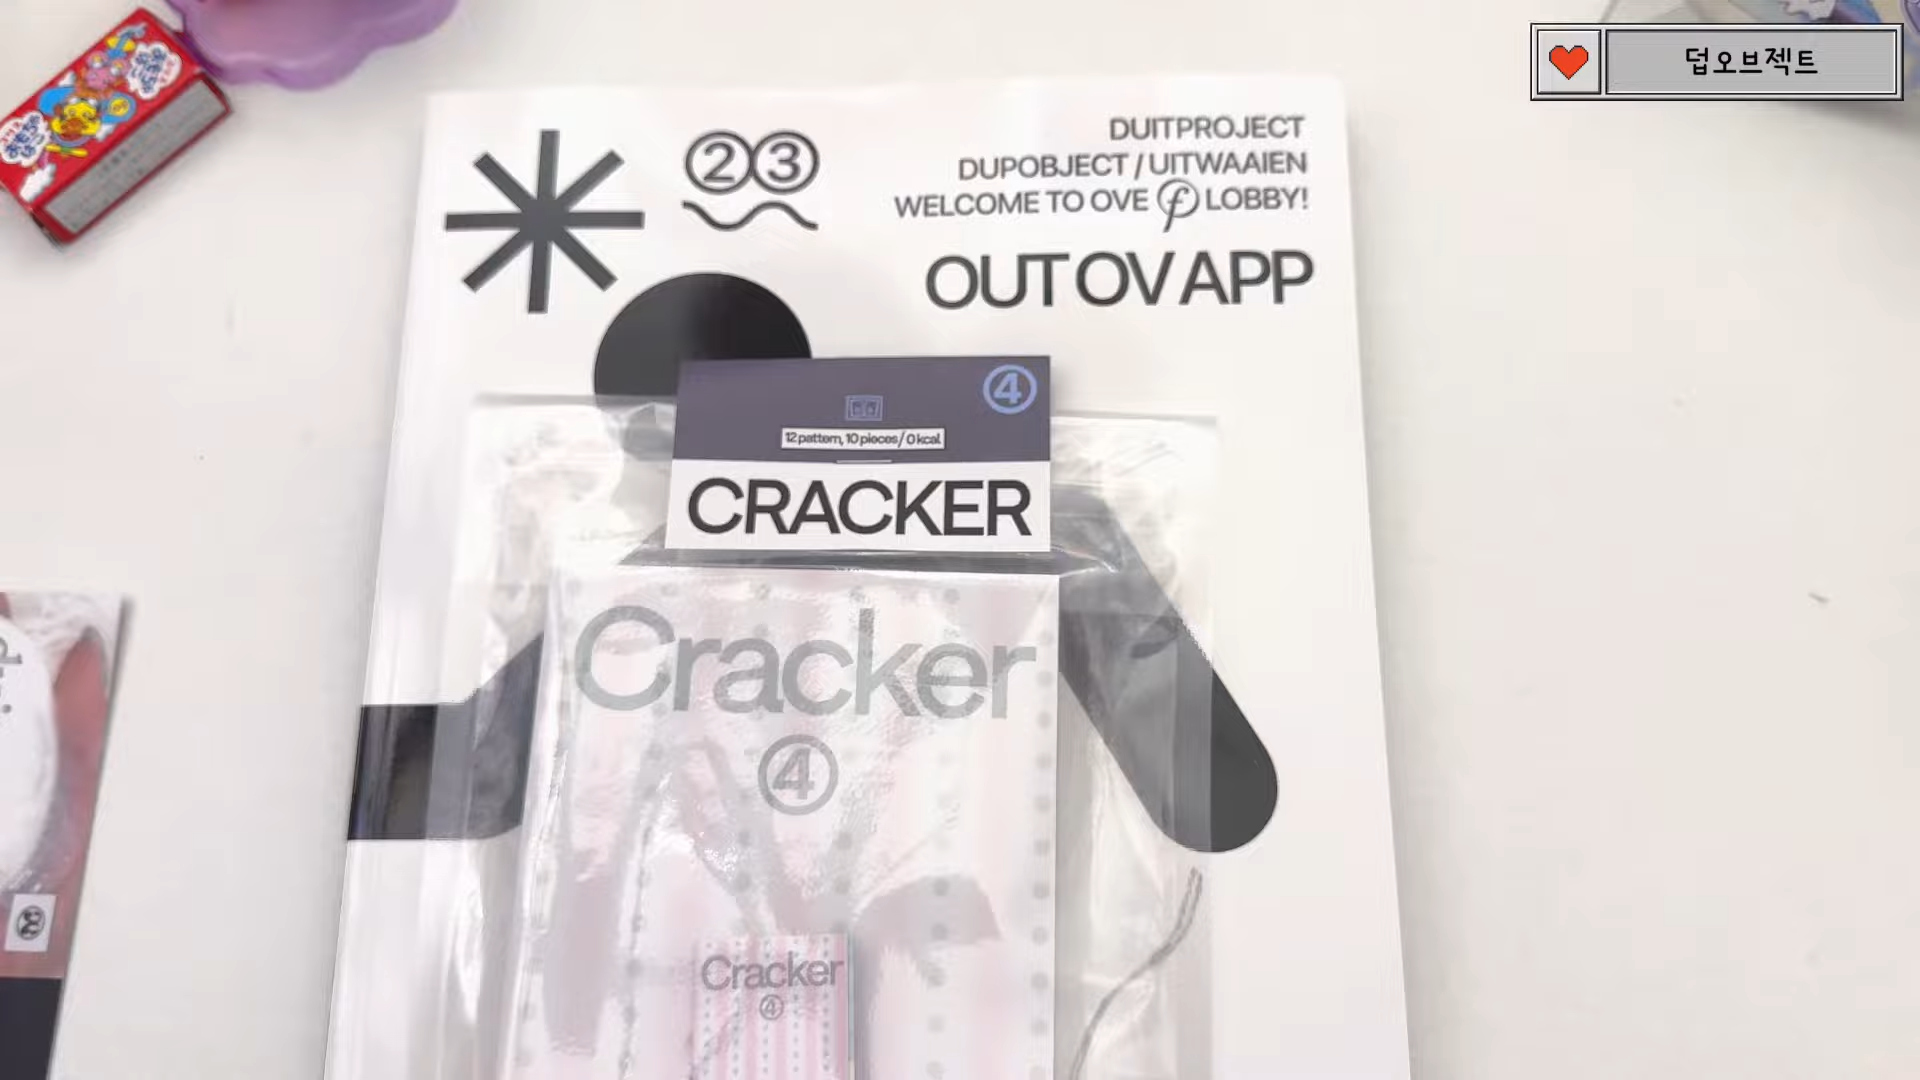 덥오브젝트
23
DUITPROJECT
DUPOBJECT / UITWAAIEN
WELCOME TO OVE f LOBBY!
OUT OV APP
④
12 pattern, 10 pieces / 0 kcal
CRACKER
Cracker
④
Cracker
④